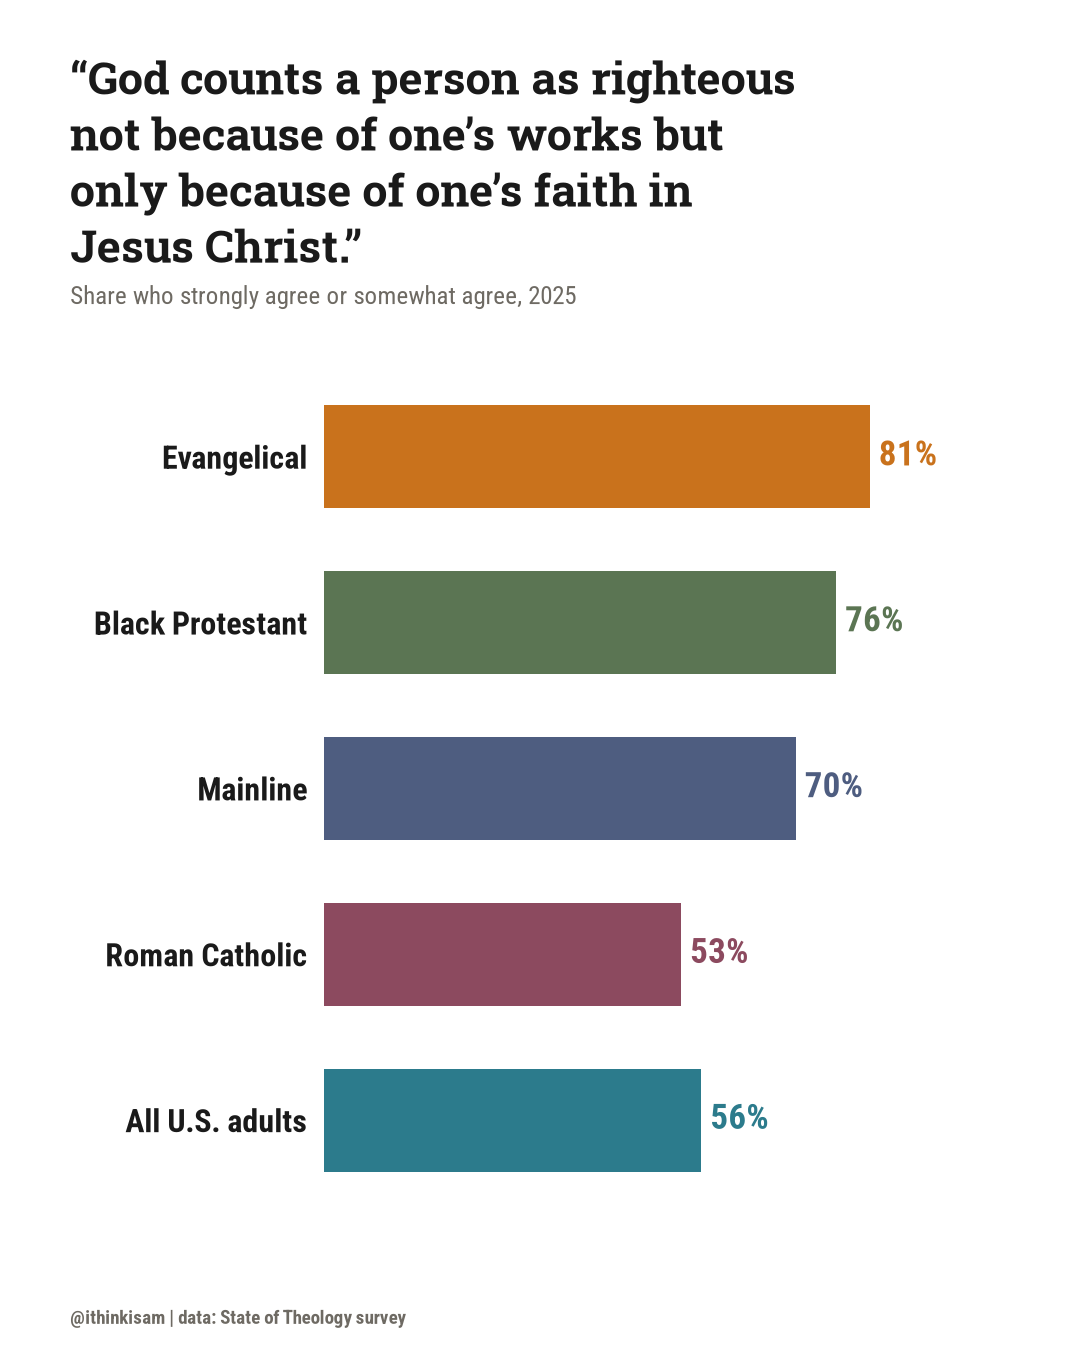 “God counts a person as righteous
not because of one’s works but
only because of one’s faith in
Jesus Christ.”
Share who strongly agree or somewhat agree, 2025
Evangelical 81%
Black Protestant 76%
Mainline 70%
Roman Catholic 53%
All U.S. adults 56%
@ithinkisam | data: State of Theology survey